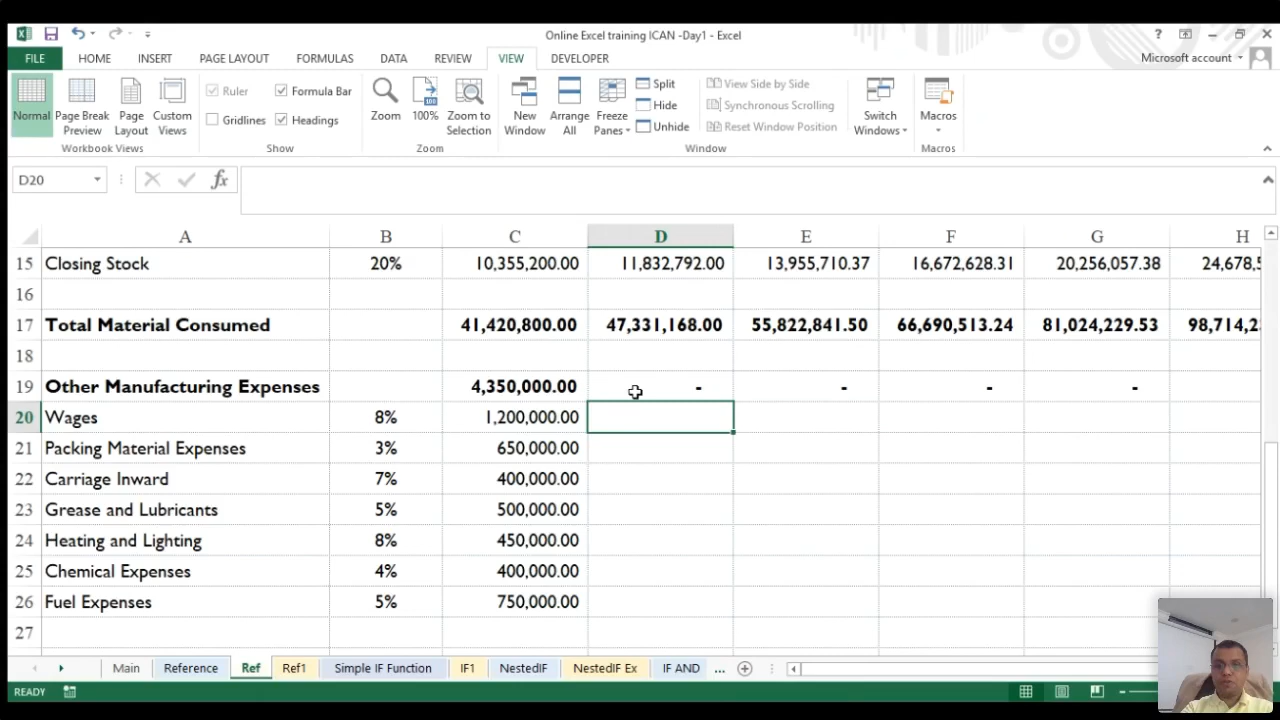 Online Excel training ICAN -Day1 - Excel
?
FILE HOME INSERT PAGE LAYOUT FORMULAS DATA REVIEW VIEW DEVELOPER Microsoft account
Normal Page Break Preview Page Layout Custom Views
Ruler Formula Bar
Gridlines Headings
Zoom 100% Zoom to Selection
New Window Arrange All Freeze Panes
Split
Hide
Unhide
View Side by Side
Synchronous Scrolling
Reset Window Position
Switch Windows Macros
Workbook Views Show Zoom Window Macros
D20 fx
A B C D E F G H
15 Closing Stock 20% 10,355,200.00 11,832,792.00 13,955,710.37 16,672,628.31 20,256,057.38 24,678,5
16
17 Total Material Consumed 41,420,800.00 47,331,168.00 55,822,841.50 66,690,513.24 81,024,229.53 98,714,2
18
19 Other Manufacturing Expenses 4,350,000.00 - - - -
20 Wages 8% 1,200,000.00
21 Packing Material Expenses 3% 650,000.00
22 Carriage Inward 7% 400,000.00
23 Grease and Lubricants 5% 500,000.00
24 Heating and Lighting 8% 450,000.00
25 Chemical Expenses 4% 400,000.00
26 Fuel Expenses 5% 750,000.00
27
Main Reference Ref Ref1 Simple IF Function IF1 NestedIF NestedIF Ex IF AND ...
READY